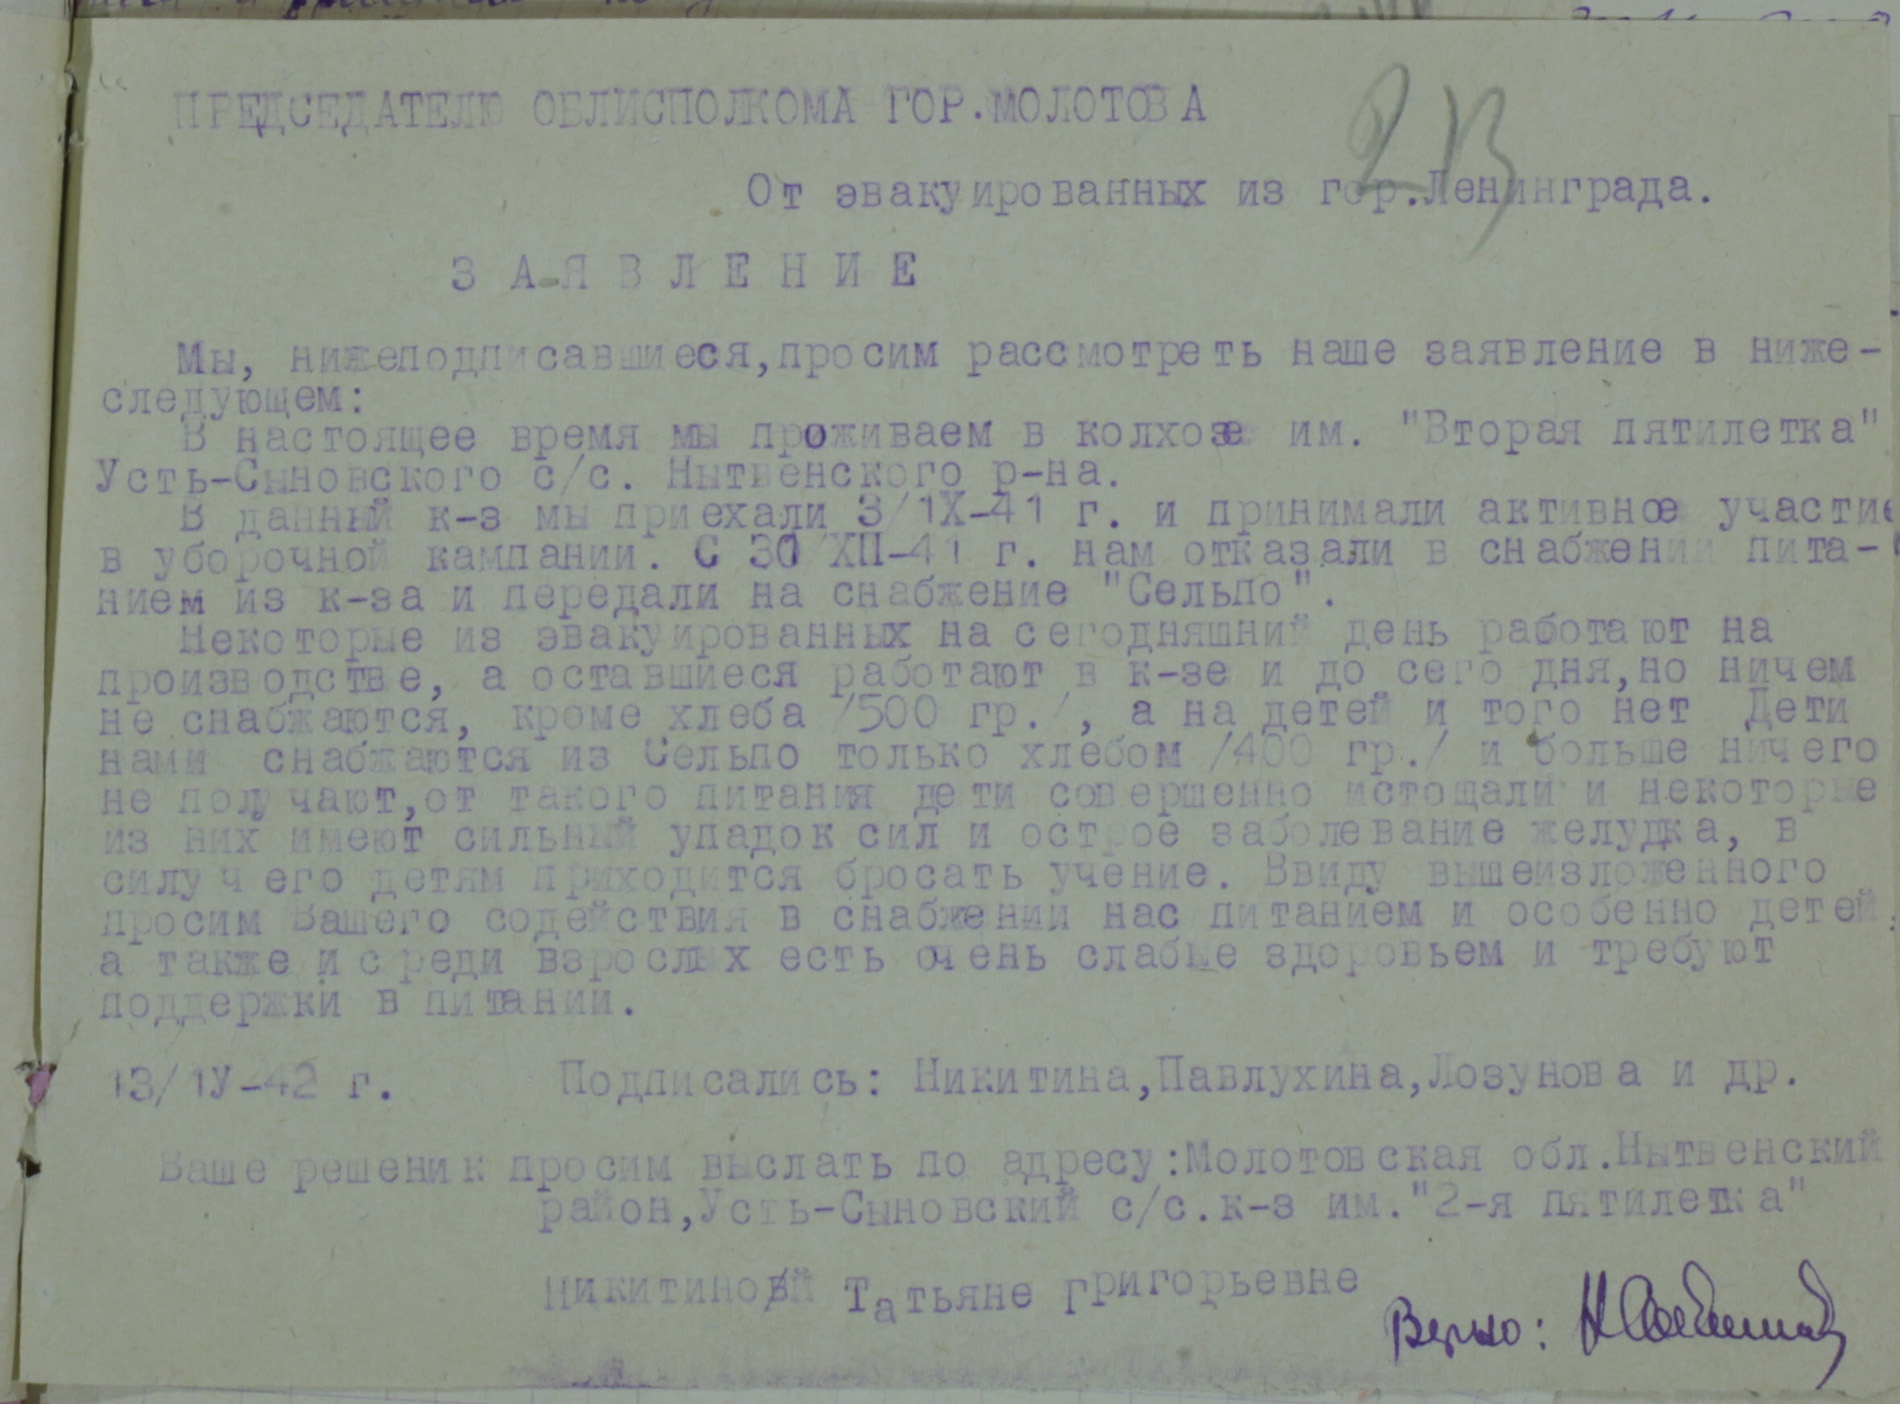 ПРЕДСЕДАТЕЛЮ ОБЛИСПОЛКОМА ГОР.МОЛОТОВА
От эвакуированных из гор.Ленинграда.
З А Я В Л Е Н И Е
Мы, нижеподписавшиеся,просим рассмотреть наше заявление в ниже-
следующем:
В настоящее время мы проживаем в колхозе им. "Вторая пятилетка"
Усть-Сыновского с/с. Нытвенского р-на.
В данный к-з мы приехали 3/1Х-41 г. и принимали активное участие
в уборочной кампании. С 30/ХП-41 г. нам отказали в снабжении пита-
нием из к-за и передали на снабжение "Сельпо".
Некоторые из эвакуированных на сегодняшний день работают на
производстве, а оставшиеся работают в к-зе и до сего дня,но ничем
не снабжаются, кроме хлеба /500 гр./, а на детей и того нет Дети
нами снабжаются из Сельпо только хлебом /400 гр./ и больше ничего
не получают,от такого питания дети совершенно истощали и некоторые
из них имеют сильный упадок сил и острое заболевание желудка, в
силу чего детям приходится бросать учение. Ввиду вышеизложенного
просим Вашего содействия в снабжении нас питанием и особенно детей,
а также и среди взрослых есть очень слабые здоровьем и требуют
поддержки в питании.
13/1У-42 г. Подписались: Никитина,Павлухина,Лозунова и др.
Ваше решеник просим выслать по адресу:Молотовская обл.Нытвенский
район,Усть-Сыновский с/с.к-з им."2-я пятилетка"
Никитиной Татьяне Григорьевне
Верно: